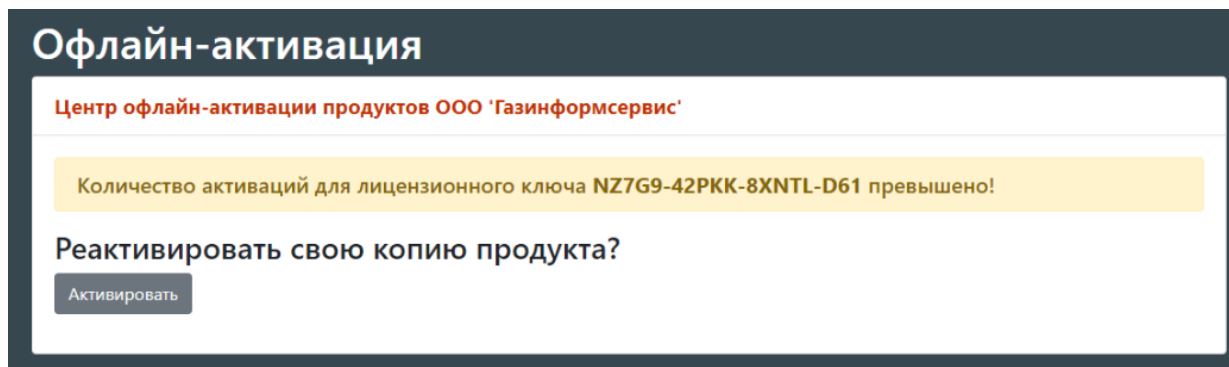 Офлайн-активация
Центр офлайн-активации продуктов ООО 'Газинформсервис'
Количество активаций для лицензионного ключа NZ7G9-42PKK-8XNTL-D61 превышено!
Реактивировать свою копию продукта?
Активировать